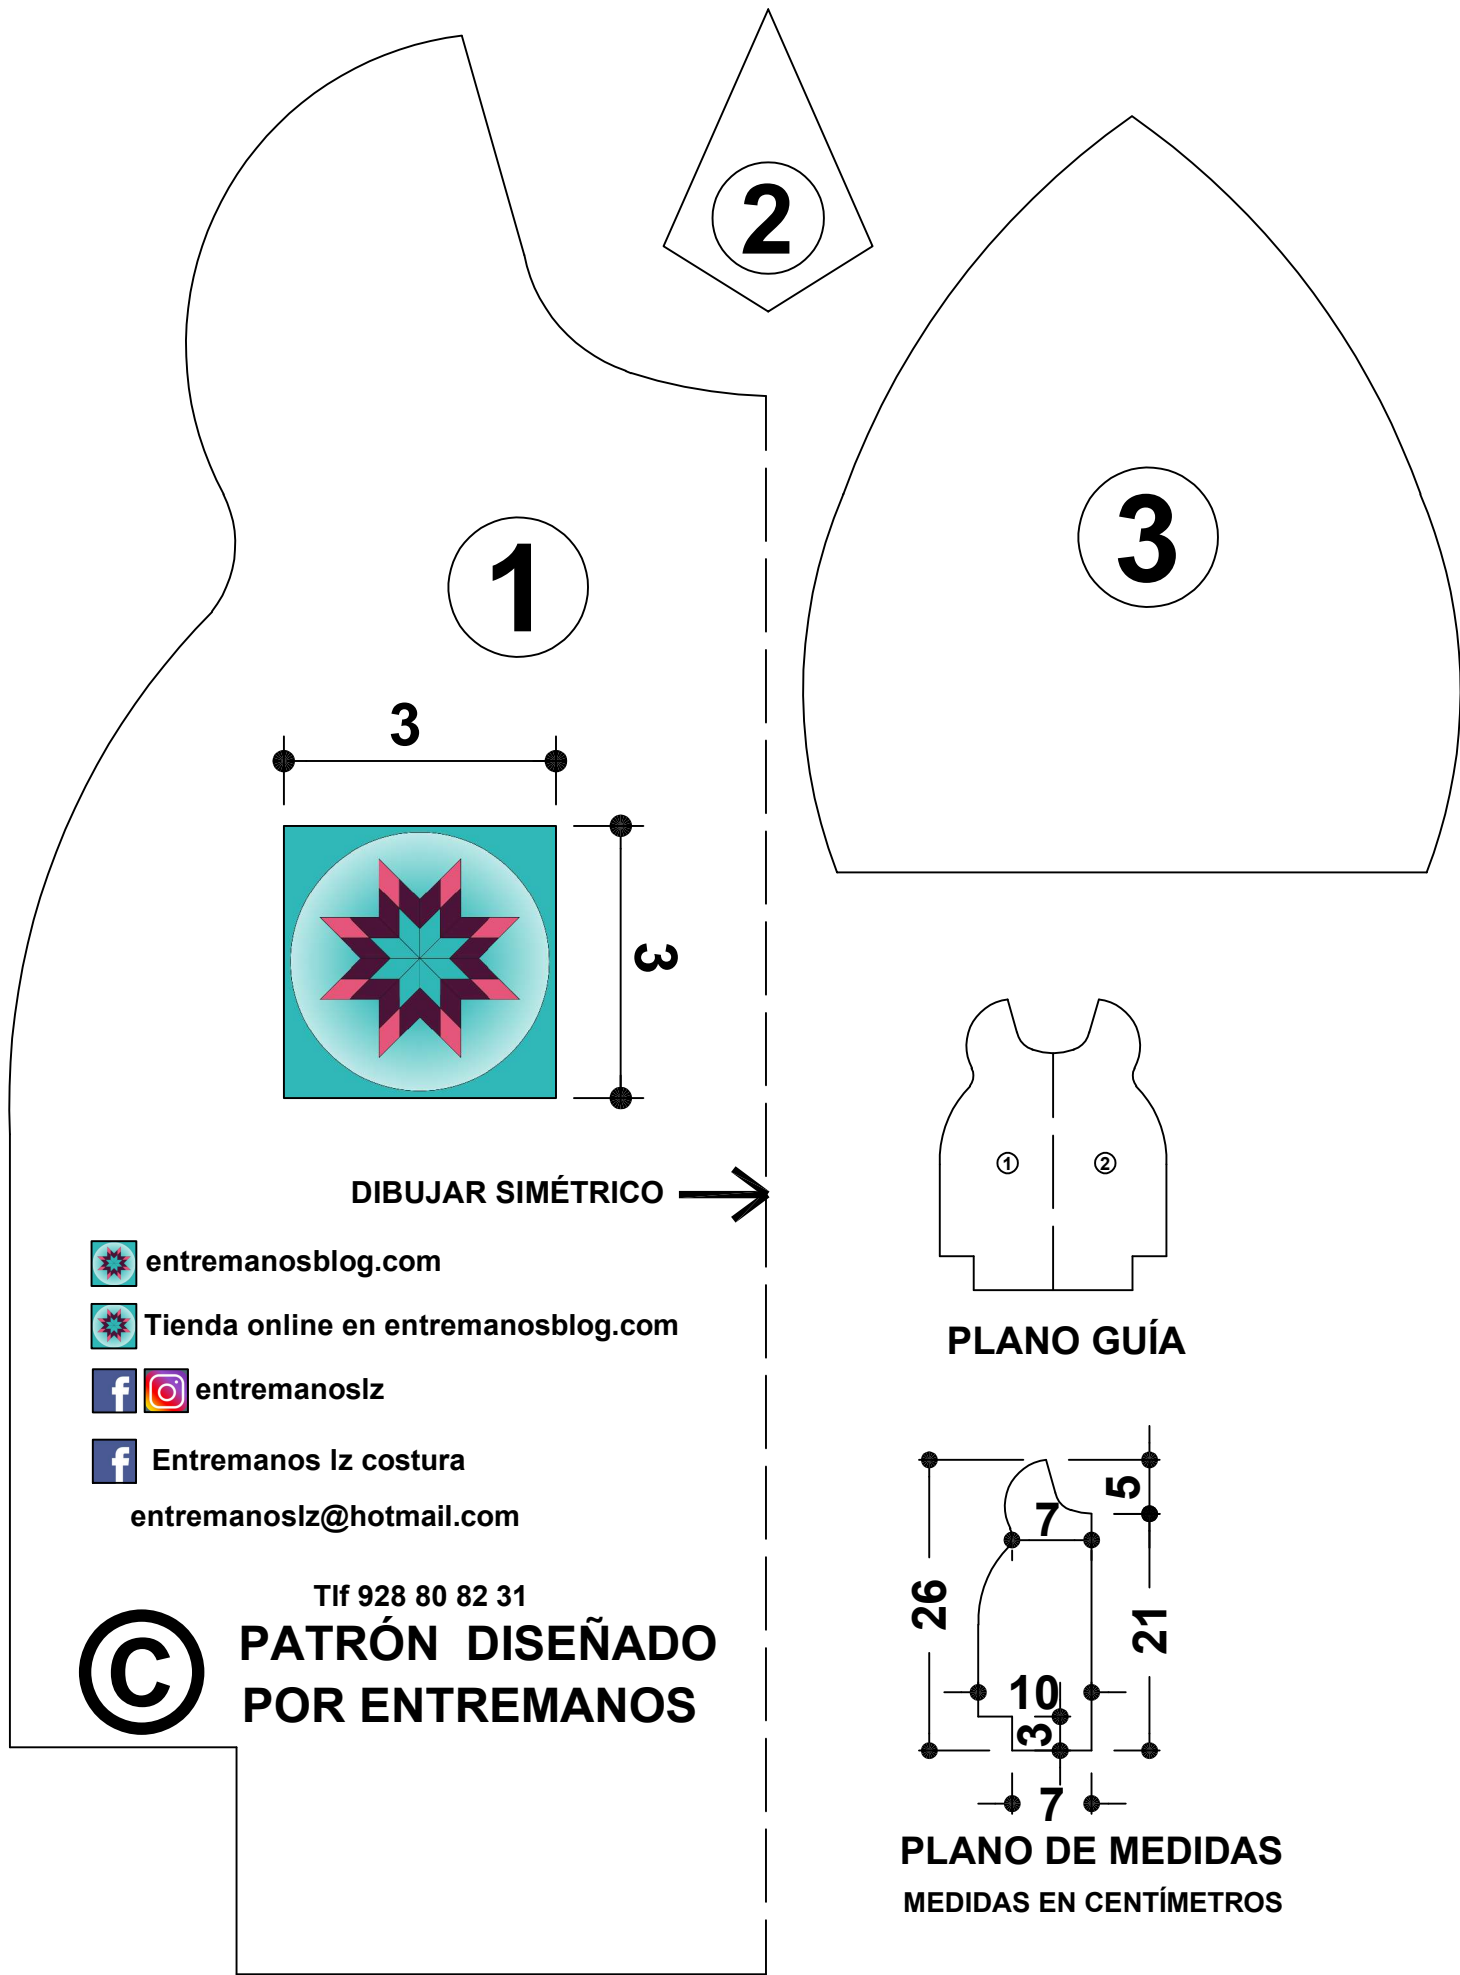 2
3
1
3
3
DIBUJAR SIMÉTRICO
entremanosblog.com
Tienda online en entremanosblog.com
f entremanoslz
f Entremanos lz costura
entremanoslz@hotmail.com
Tlf 928 80 82 31
© PATRÓN DISEÑADO
POR ENTREMANOS
1 2
PLANO GUÍA
5
7
26
21
10
3
7
PLANO DE MEDIDAS
MEDIDAS EN CENTÍMETROS